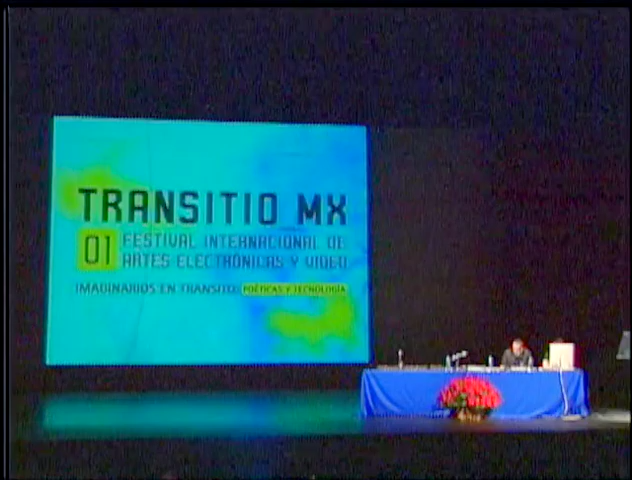 TRANSITIO MX
01 FESTIVAL INTERNACIONAL DE
ARTES ELECTRÓNICAS Y VIDEO
IMAGINARIOS EN TRANSITO: POÉTICAS Y TECNOLOGÍA